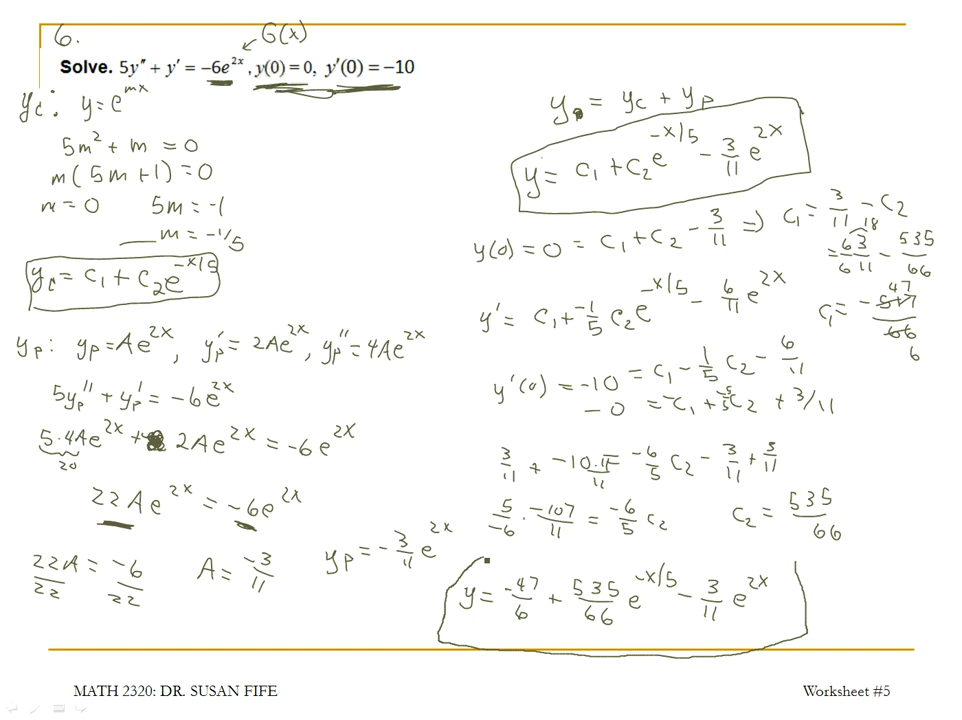 6.
G(x)
Solve. 5y" + y' = −6e^2x, y(0) = 0, y'(0) = −10
y_c: y = e^mx
5m² + m = 0
m(5m+1) = 0
m = 0 5m = -1
m = -1/5
y_c = c₁ + c₂e^-x/5
y_p: y_p = Ae^2x, y_p' = 2Ae^2x, y_p'' = 4Ae^2x
5y_p'' + y_p' = -6e^2x
5·4Ae^2x + 2Ae^2x = -6e^2x
20
22Ae^2x = -6e^2x
22A/22 = -6/22 A = -3/11 y_p = -3/11 e^2x
y = y_c + y_p
y = c₁ + c₂e^-x/5 - 3/11 e^2x
y(0) = 0 = c₁ + c₂ - 3/11 => c₁ = 3/11 - c₂
= 63/6 11 18 - 535/66
c₁ = -517/66 47 6
y' = c₁ + -1/5 c₂e^-x/5 - 6/11 e^2x
y'(0) = -10 = c₁ - 1/5 c₂ - 6/11
- 0 = -c₁ + -5/5 c₂ + 3/11
3/11 + -10·11/11 -6/5 c₂ - 3/11 + 3/11
5/-6 · -107/11 = -6/5 c₂ c₂ = 535/66
y = -47/6 + 535/66 e^-x/5 - 3/11 e^2x
MATH 2320: DR. SUSAN FIFE Worksheet #5